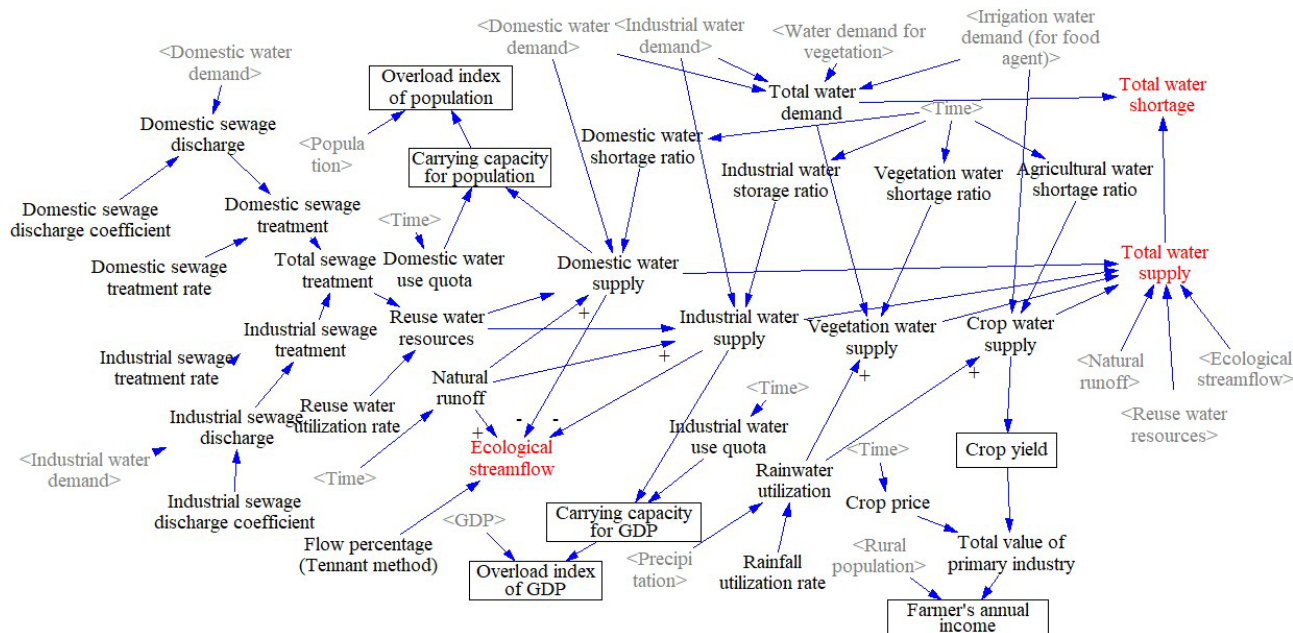 <Domestic water
demand>
<Domestic water
demand>
<Industrial water
demand>
<Water demand for
vegetation>
<Irrigation water
demand (for food
agent)>
Overload index
of population
Total water
demand
Total water
shortage
<Time>
Domestic sewage
discharge
<Popula
tion>
Carrying capacity
for population
Domestic water
shortage ratio
Industrial water
storage ratio
Vegetation water
shortage ratio
Agricultural water
shortage ratio
Domestic sewage
discharge coefficient
Domestic sewage
treatment
<Time>
Domestic sewage
treatment rate
Total sewage
treatment
Domestic water
use quota
Domestic water
supply
Total water
supply
+
Industrial sewage
treatment
Reuse water
resources
Industrial water
supply
Vegetation water
supply
Crop water
supply
+
+
+
Industrial sewage
treatment rate
Natural
runoff
<Time>
<Natural
runoff>
<Ecological
streamflow>
Industrial sewage
discharge
Reuse water
utilization rate
<Reuse water
resources>
+
-
-
Industrial water
use quota
<Industrial water
demand>
<Time>
Ecological
streamflow
Rainwater
utilization
<Time>
Crop yield
Industrial sewage
discharge coefficient
Crop price
<GDP>
Carrying capacity
for GDP
Flow percentage
(Tennant method)
Overload index
of GDP
<Precipi
tation>
Rainfall
utilization rate
<Rural
population>
Total value of
primary industry
Farmer's annual
income